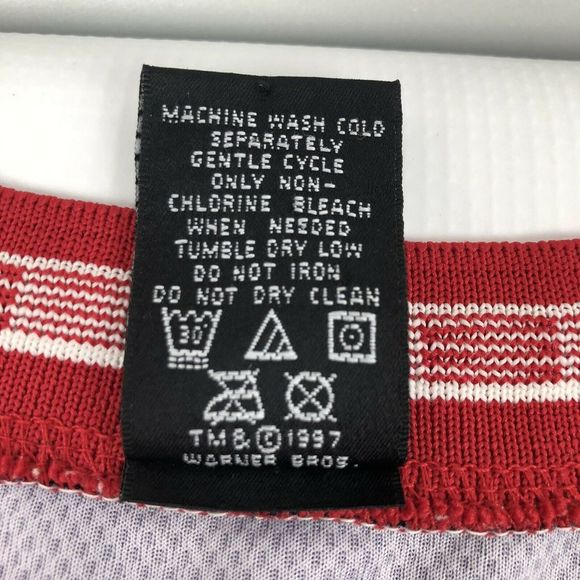 MACHINE WASH COLD
SEPARATELY
GENTLE CYCLE
ONLY NON-
CHLORINE BLEACH
WHEN NEEDED
TUMBLE DRY LOW
DO NOT IRON
DO NOT DRY CLEAN
30°
TM & © 1997
WARNER BROS.